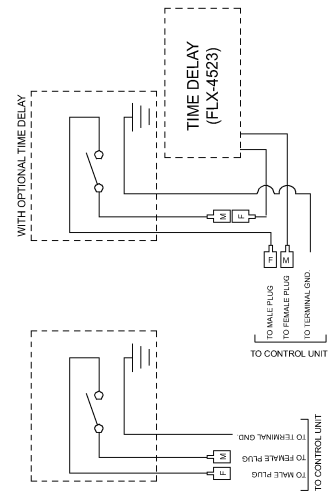 WITH OPTIONAL TIME DELAY
TIME DELAY
(FLX-4523)
M
F
F
M
TO MALE PLUG
TO FEMALE PLUG
TO TERMINAL GND.
TO CONTROL UNIT
TO TERMINAL GND.
M
TO FEMALE PLUG
F
TO MALE PLUG
TO CONTROL UNIT